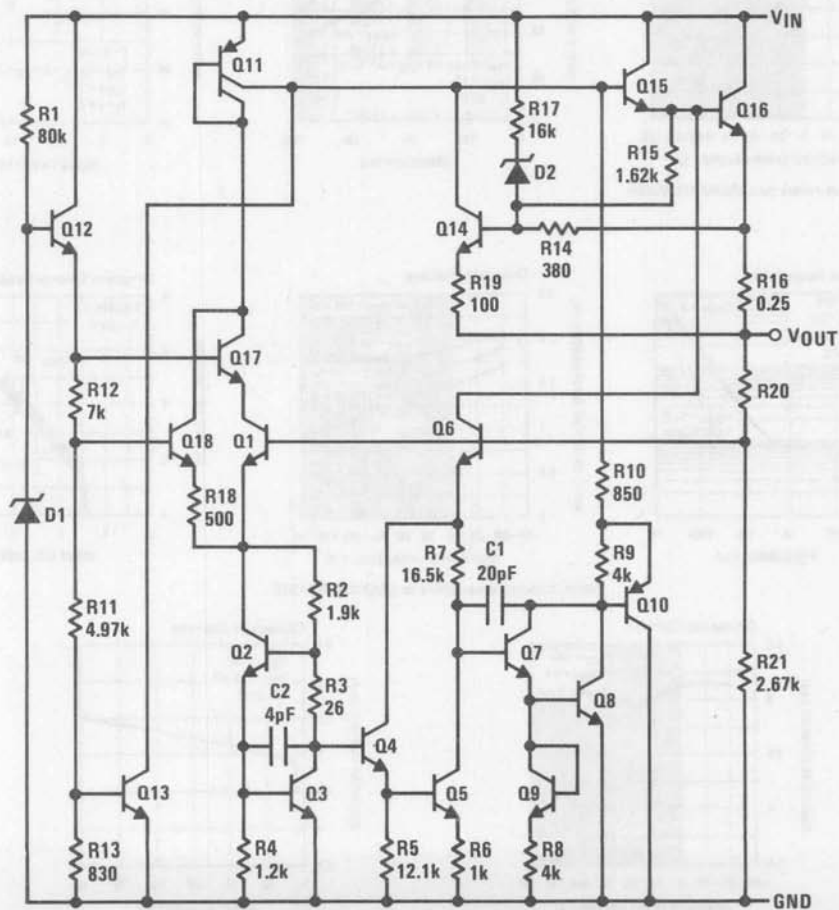 VIN
Q11
Q15
Q16
R1
80k
R17
16k
R15
1.62k
D2
Q12
Q14
R14
380
R19
100
R16
0.25
VOUT
Q17
R12
7k
R20
Q18
Q1
Q6
R18
500
R10
850
D1
R7
16.5k
C1
20pF
R9
4k
Q10
R2
1.9k
R11
4.97k
Q2
Q7
R21
2.67k
R3
26
C2
4pF
Q8
Q4
Q13
Q3
Q5
Q9
R13
830
R4
1.2k
R5
12.1k
R6
1k
R8
4k
GND